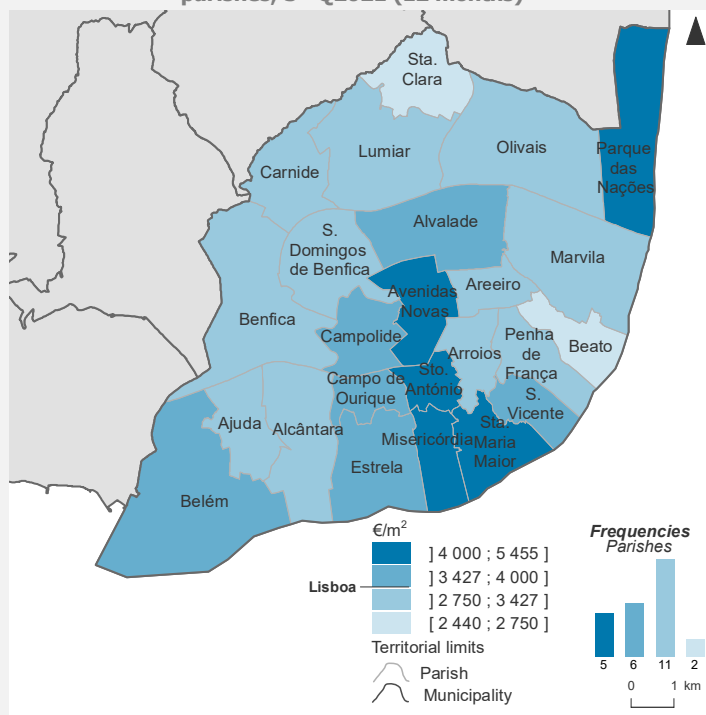 parishes, (12 months)
Sta.
Clara
Lumiar
Olivais
Parque
das
Nações
Carnide
S.
Domingos
de Benfica
Alvalade
Marvila
Avenidas
Novas
Areeiro
Benfica
Campolide
Arroios
Penha
de
França
Beato
Campo de
Ourique
Sto.
António
S.
Vicente
Ajuda
Alcântara
Misericórdia
Sta.
Maria
Maior
Estrela
Belém
€/m²
] 4 000 ; 5 455 ]
] 3 427 ; 4 000 ]
Lisboa
] 2 750 ; 3 427 ]
[ 2 440 ; 2 750 ]
Territorial limits
Parish
Municipality
Frequencies
Parishes
5 6 11 2
0 1 km